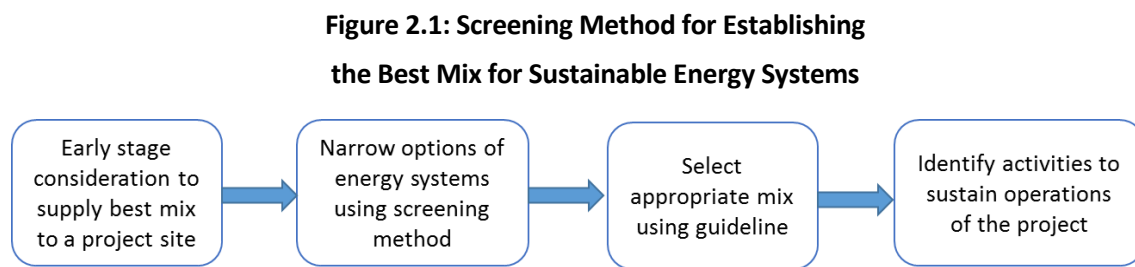 Figure 2.1: Screening Method for Establishing
the Best Mix for Sustainable Energy Systems
Early stage
consideration to
supply best mix
to a project site
Narrow options of
energy systems
using screening
method
Select
appropriate mix
using guideline
Identify activities to
sustain operations
of the project